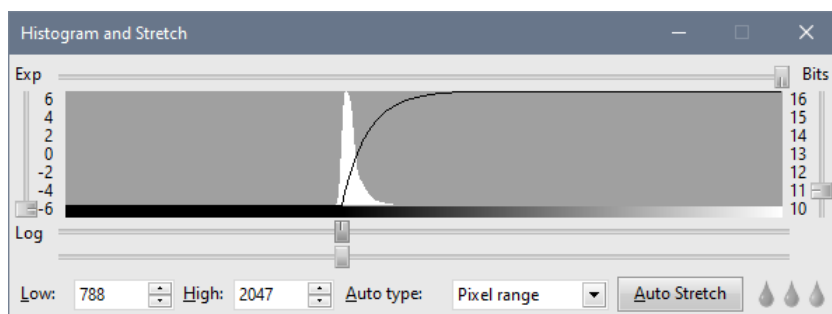 Histogram and Stretch
Exp
Bits
6
4
2
0
-2
-4
-6
16
15
14
13
12
11
10
Log
Low: 788 High: 2047 Auto type: Pixel range Auto Stretch